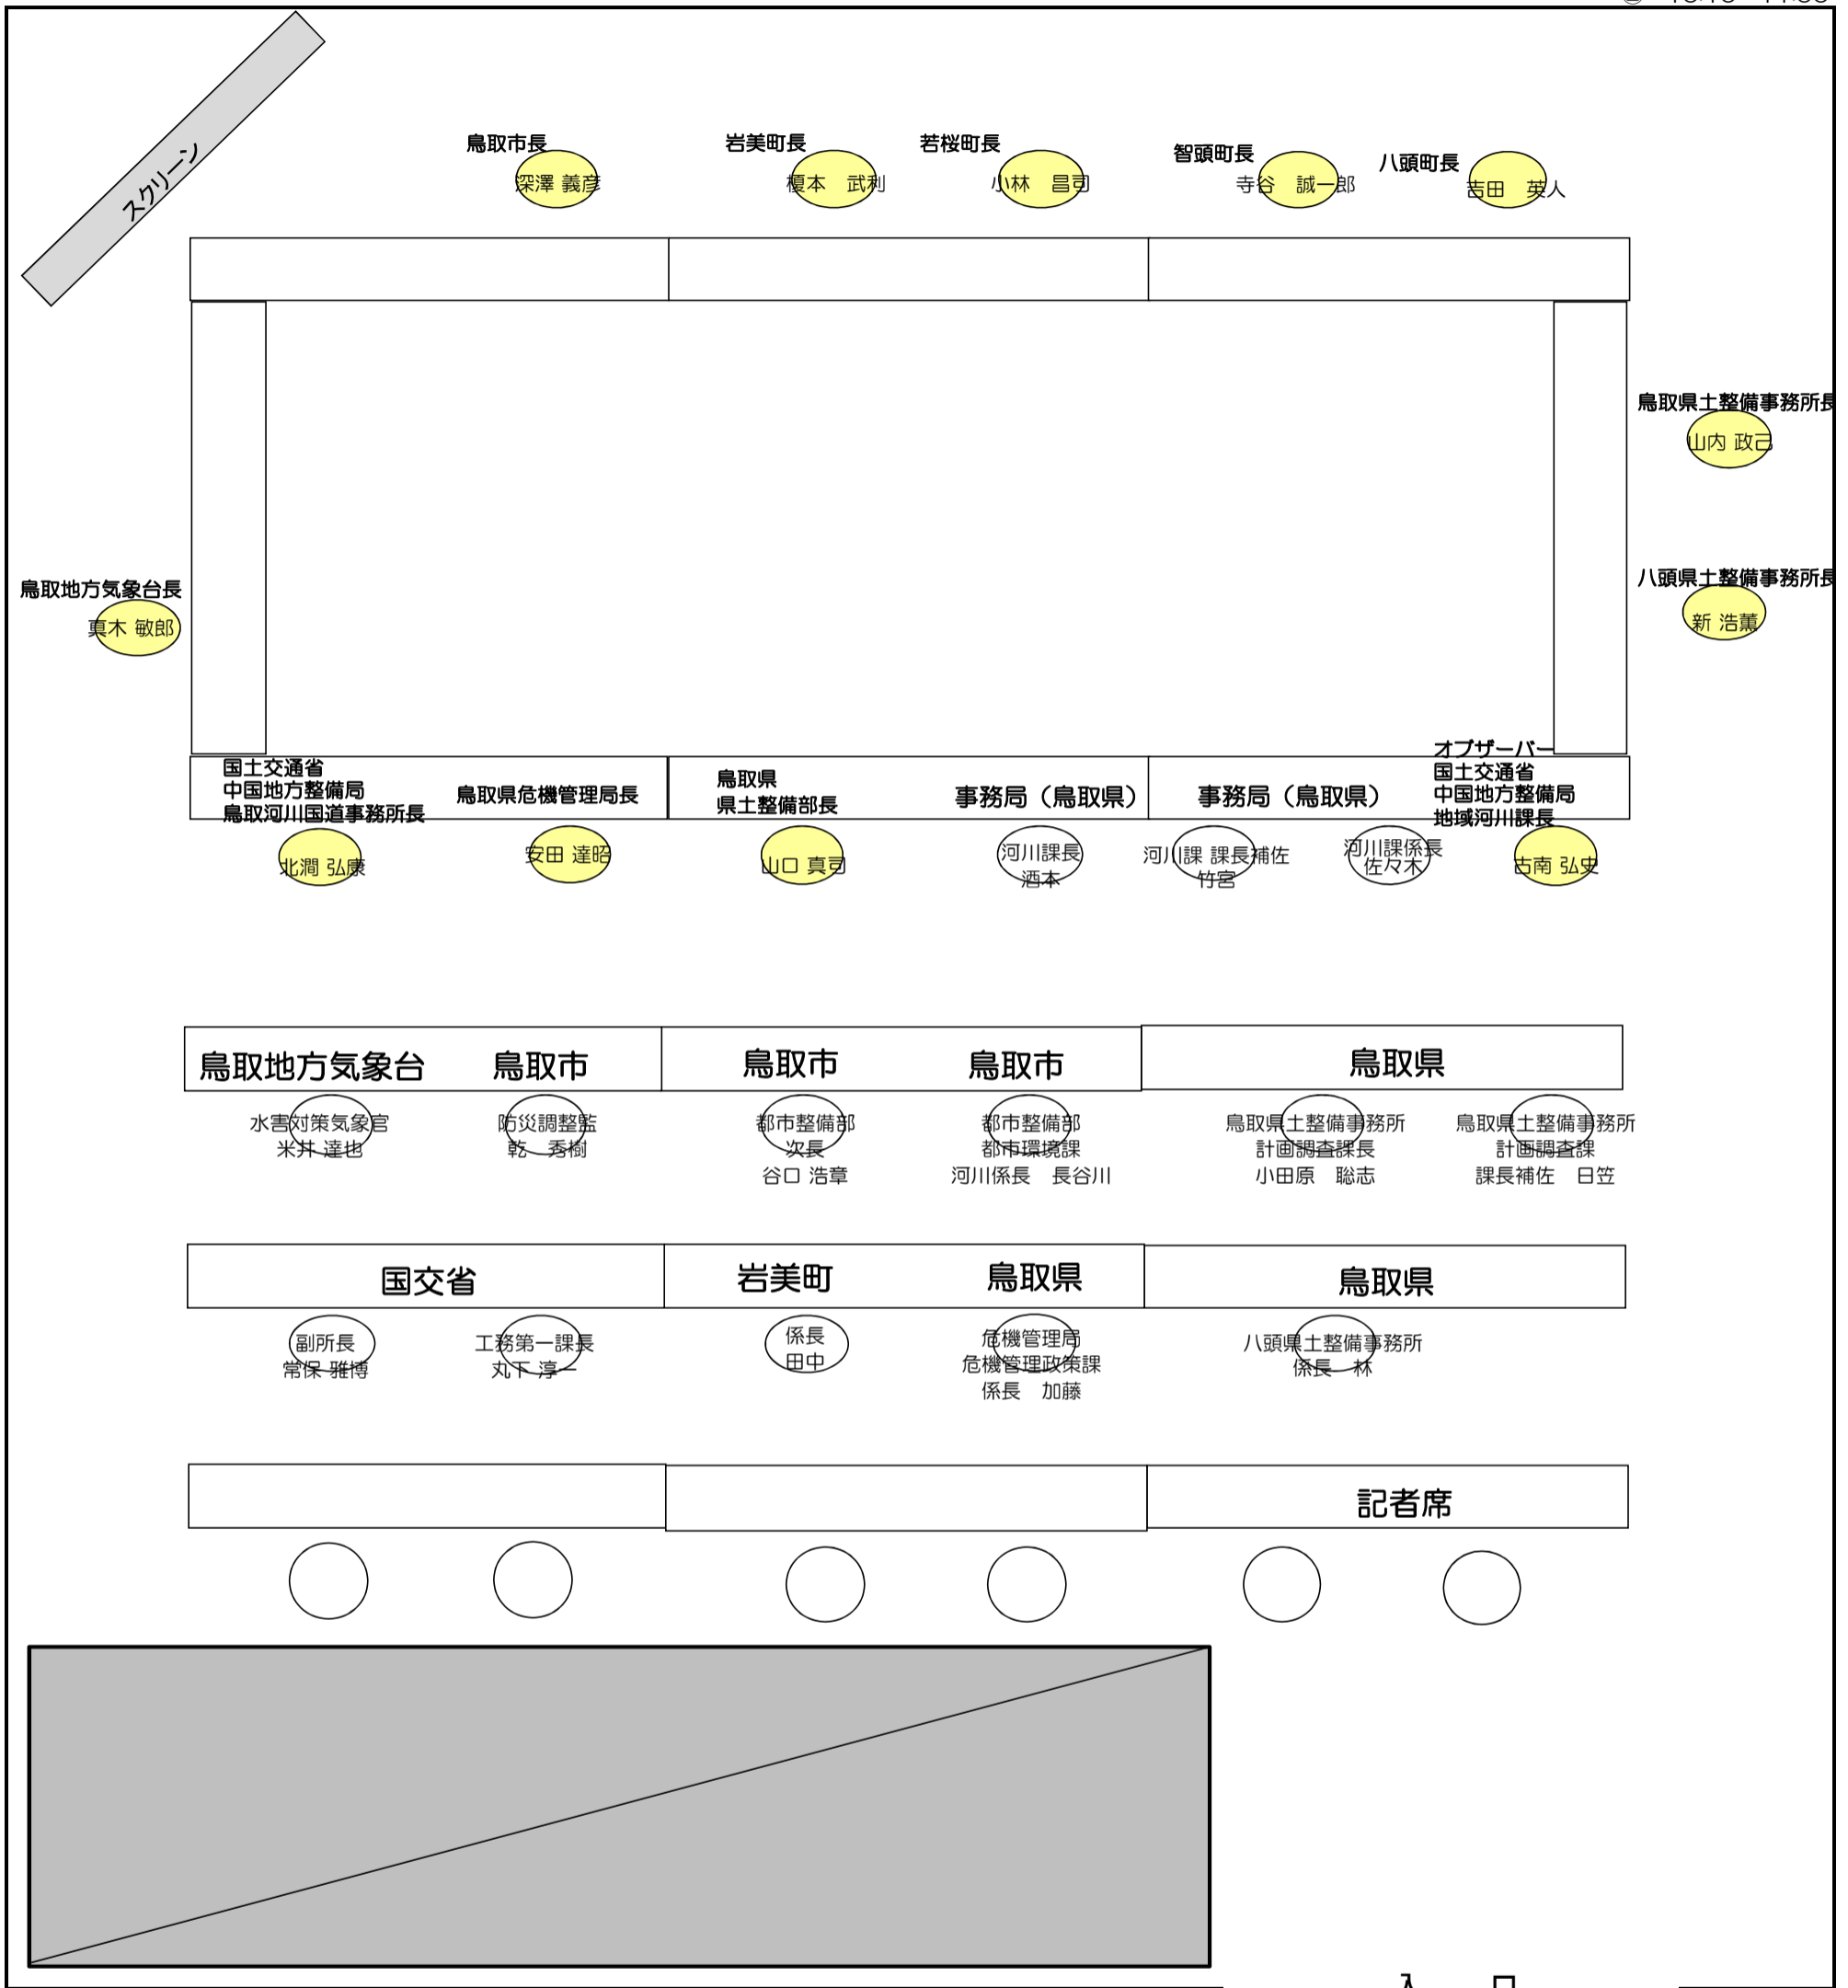 スクリーン
鳥取市長
深澤 義彦
岩美町長
榎本　武利
若桜町長
小林　昌司
智頭町長
寺谷　誠一郎
八頭町長
吉田　英人
鳥取県土整備事務所長
山内 政己
鳥取地方気象台長
真木 敏郎
八頭県土整備事務所長
新 浩薫
国土交通省
中国地方整備局
鳥取河川国道事務所長
北澗 弘康
鳥取県危機管理局長
安田 達昭
鳥取県
県土整備部長
山口 真司
事務局（鳥取県）
河川課長
酒本
事務局（鳥取県）
河川課 課長補佐
竹宮
河川課係長
佐々木
オブザーバー
国土交通省
中国地方整備局
地域河川課長
古南 弘史
鳥取地方気象台
水害対策気象官
米井 達也
鳥取市
防災調整監
乾　秀樹
鳥取市
都市整備部
次長
谷口 浩章
鳥取市
都市整備部
都市環境課
河川係長　長谷川
鳥取県
鳥取県土整備事務所
計画調査課長
小田原　聡志
鳥取県土整備事務所
計画調査課
課長補佐　日笠
国交省
副所長
常保 雅博
工務第一課長
丸下 淳一
岩美町
係長
田中
鳥取県
危機管理局
危機管理政策課
係長　加藤
鳥取県
八頭県土整備事務所
係長　林
記者席
入　口